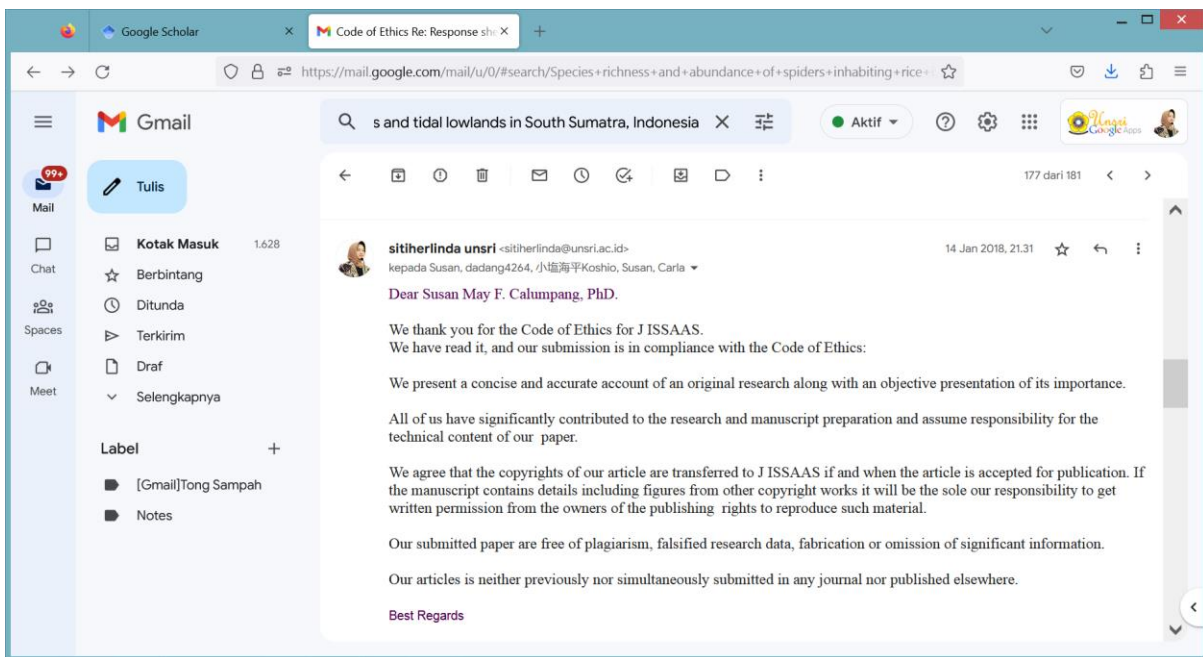 Google Scholar
Code of Ethics Re: Response she
https://mail.google.com/mail/u/0/#search/Species+richness+and+abundance+of+spiders+inhabiting+rice+
Gmail
s and tidal lowlands in South Sumatra, Indonesia
Aktif
Unsri
Google Apps
99+
Mail
Chat
Spaces
Meet
Tulis
Kotak Masuk 1.628
Berbintang
Ditunda
Terkirim
Draf
Selengkapnya
Label
[Gmail]Tong Sampah
Notes
177 dari 181
sitiherlinda unsri <sitiherlinda@unsri.ac.id>
14 Jan 2018, 21.31
kepada Susan, dadang4264, 小塩海平Koshio, Susan, Carla
Dear Susan May F. Calumpang, PhD.
We thank you for the Code of Ethics for J ISSAAS.
We have read it, and our submission is in compliance with the Code of Ethics:
We present a concise and accurate account of an original research along with an objective presentation of its importance.
All of us have significantly contributed to the research and manuscript preparation and assume responsibility for the
technical content of our paper.
We agree that the copyrights of our article are transferred to J ISSAAS if and when the article is accepted for publication. If
the manuscript contains details including figures from other copyright works it will be the sole our responsibility to get
written permission from the owners of the publishing rights to reproduce such material.
Our submitted paper are free of plagiarism, falsified research data, fabrication or omission of significant information.
Our articles is neither previously nor simultaneously submitted in any journal nor published elsewhere.
Best Regards